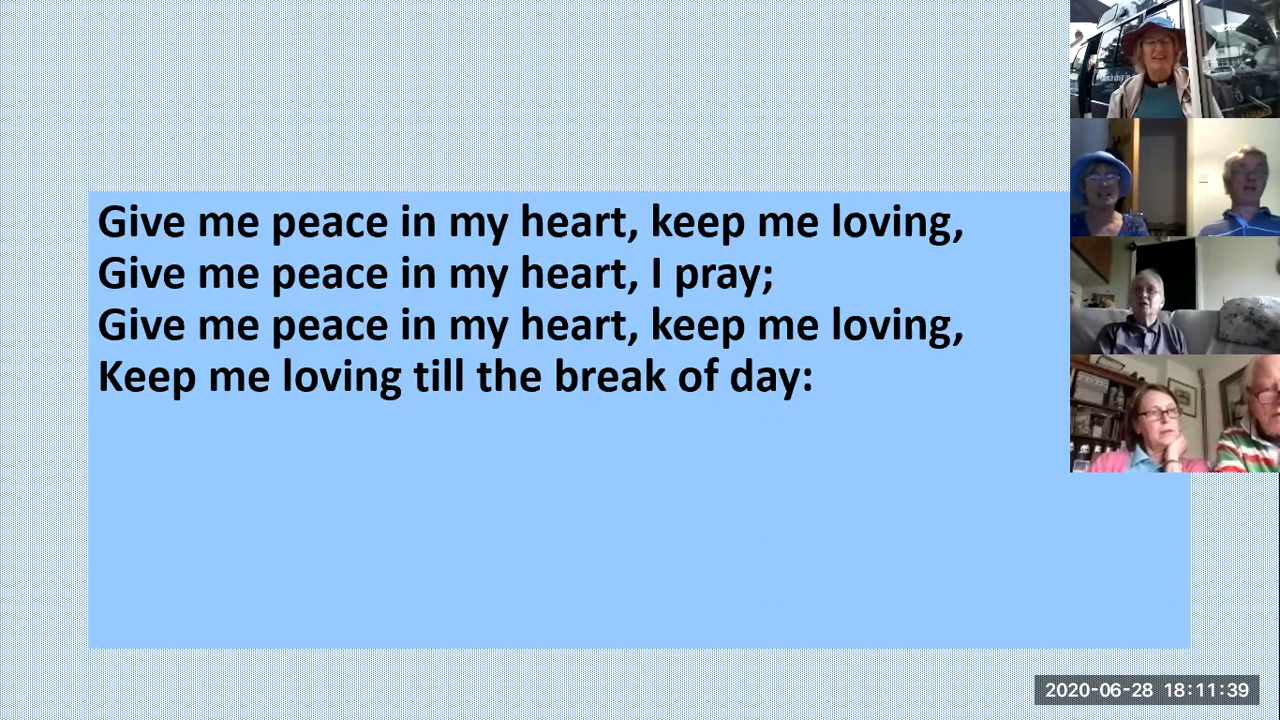 Give me peace in my heart, keep me loving,
Give me peace in my heart, I pray;
Give me peace in my heart, keep me loving,
Keep me loving till the break of day:
2020-06-28 18:11:39